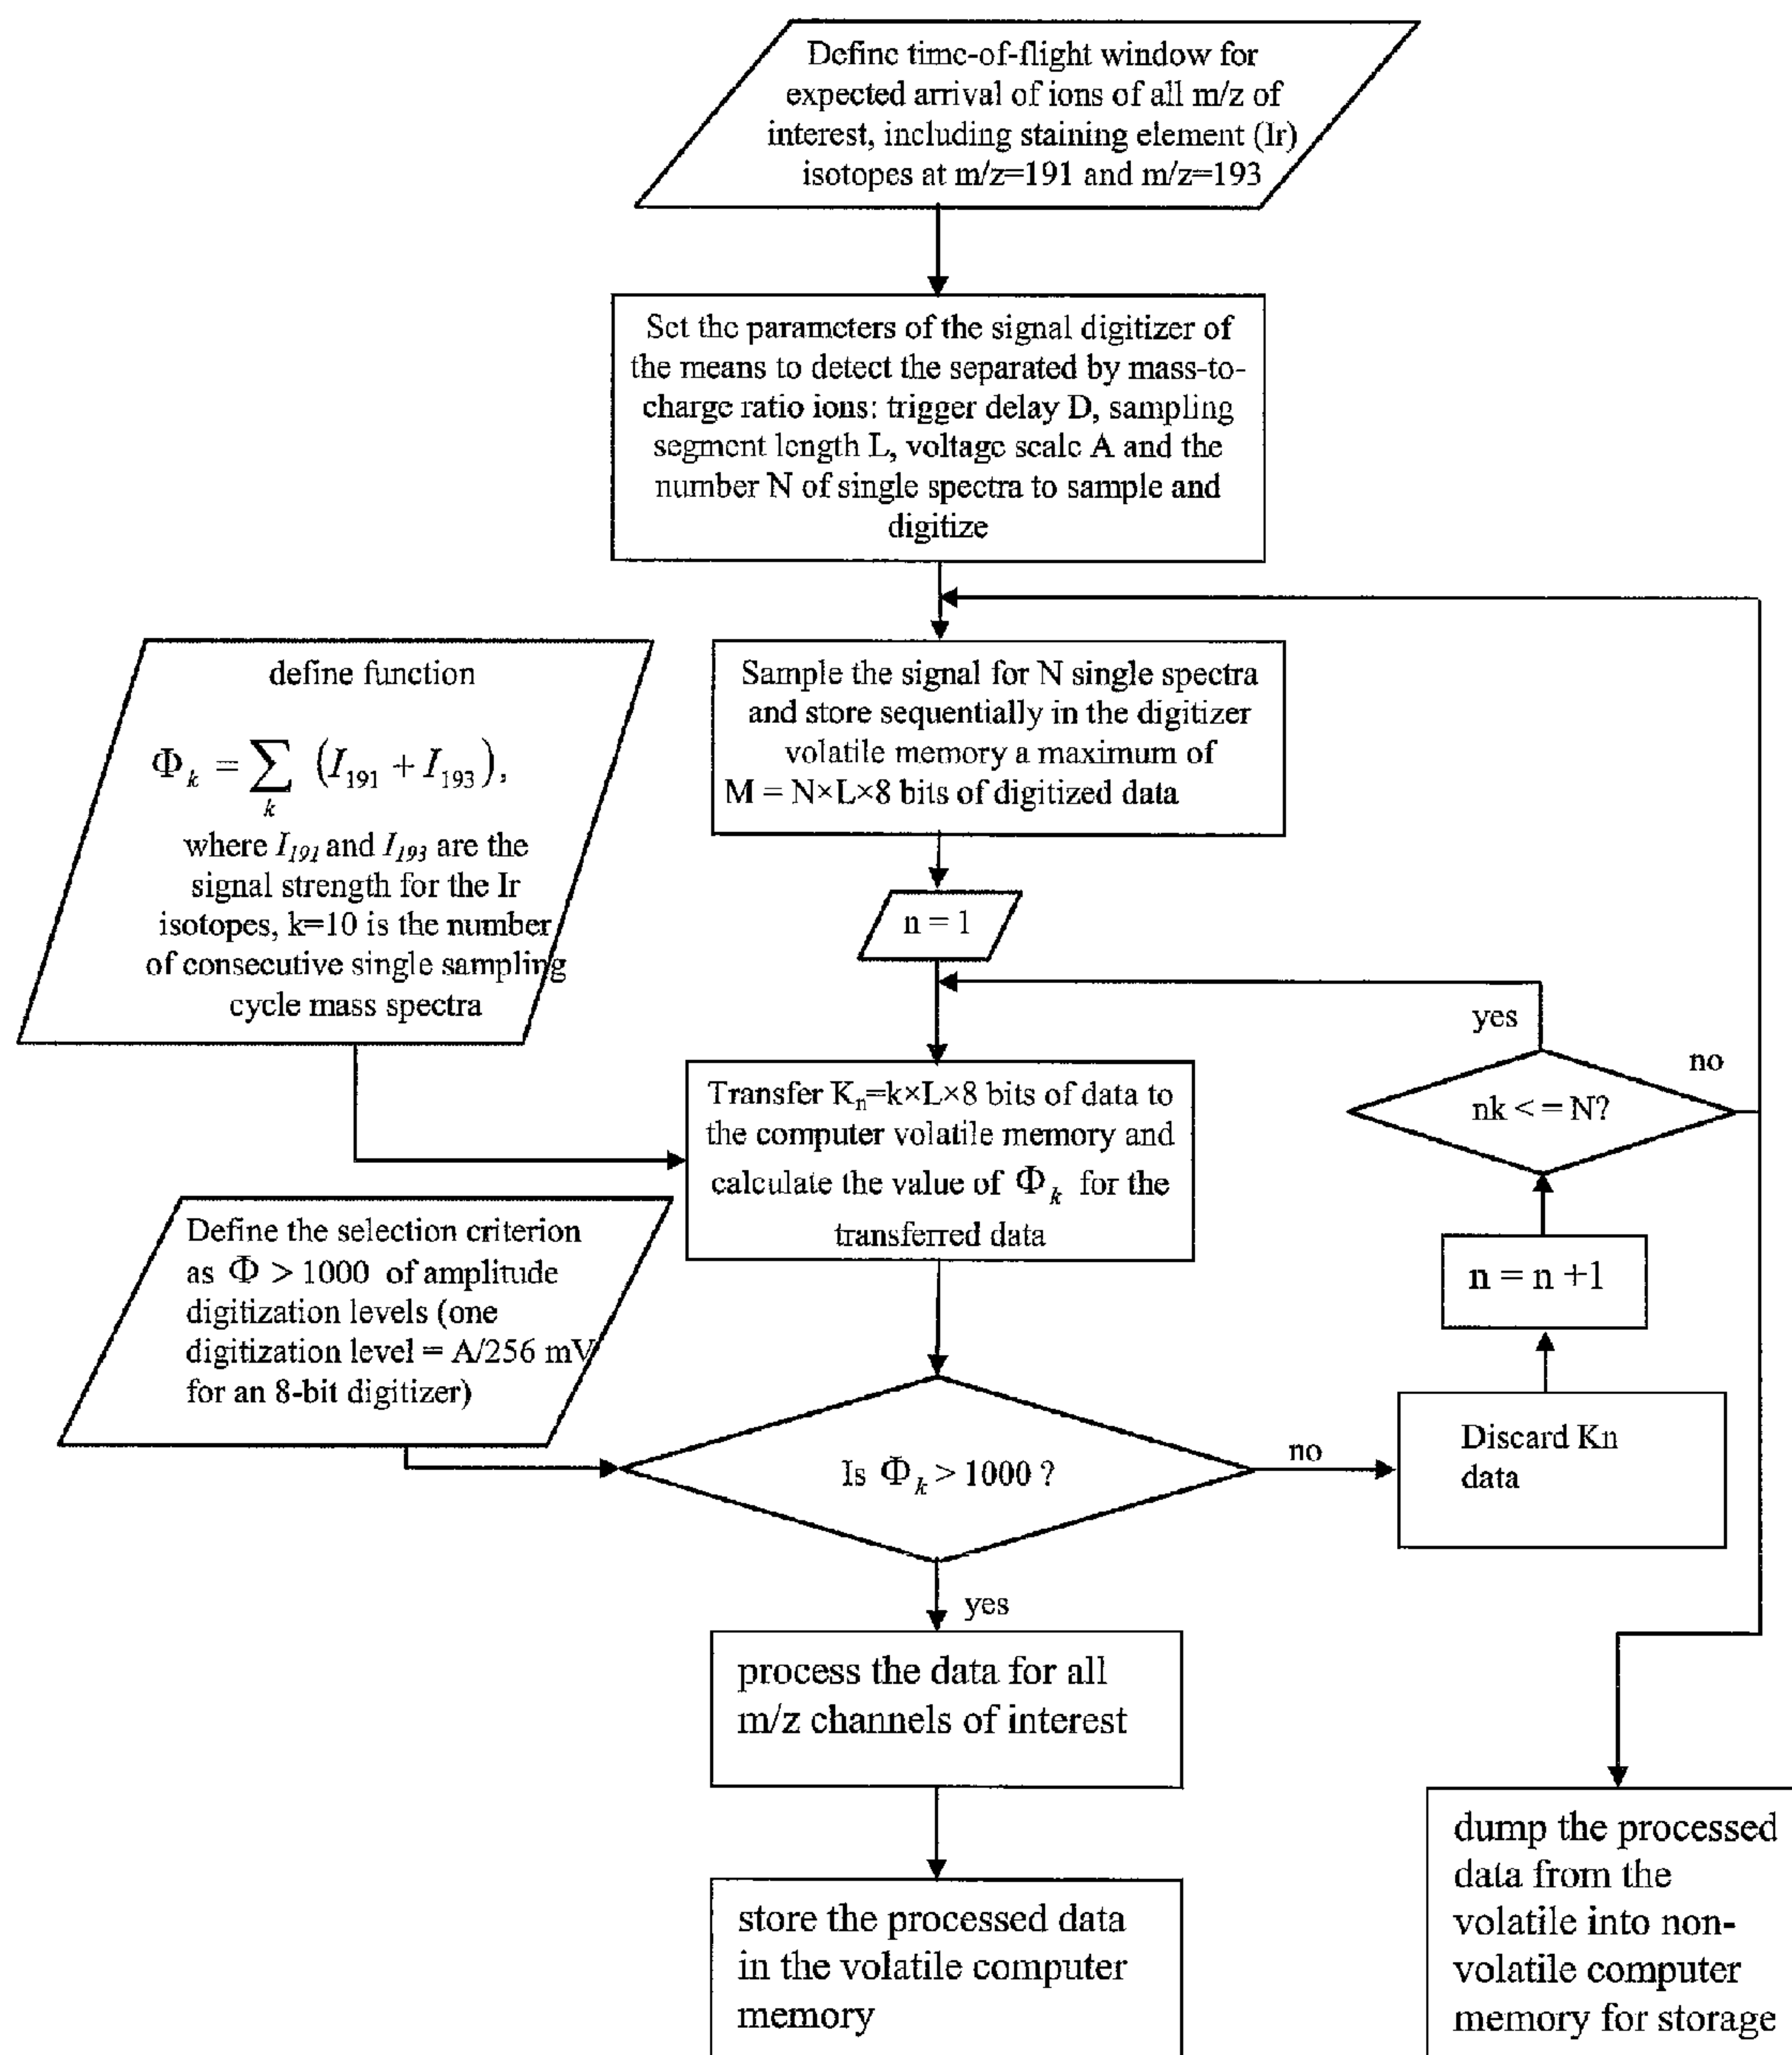 Define time-of-flight window for
expected arrival of ions of all m/z of
interest, including staining element (Ir)
isotopes at m/z=191 and m/z=193
Set the parameters of the signal digitizer of
the means to detect the separated by mass-to-
charge ratio ions: trigger delay D, sampling
segment length L, voltage scale A and the
number N of single spectra to sample and
digitize
define function
Φk = ∑k (I191 + I193),
where I191 and I193 are the
signal strength for the Ir
isotopes, k=10 is the number
of consecutive single sampling
cycle mass spectra
Sample the signal for N single spectra
and store sequentially in the digitizer
volatile memory a maximum of
M = N×L×8 bits of digitized data
n = 1
yes
no
nk < = N?
Transfer Kn=k×L×8 bits of data to
the computer volatile memory and
calculate the value of Φk for the
transferred data
Define the selection criterion
as Φ > 1000 of amplitude
digitization levels (one
digitization level = A/256 mV
for an 8-bit digitizer)
n = n +1
Is Φk > 1000 ?
no
Discard Kn
data
yes
process the data for all
m/z channels of interest
store the processed data
in the volatile computer
memory
dump the processed
data from the
volatile into non-
volatile computer
memory for storage